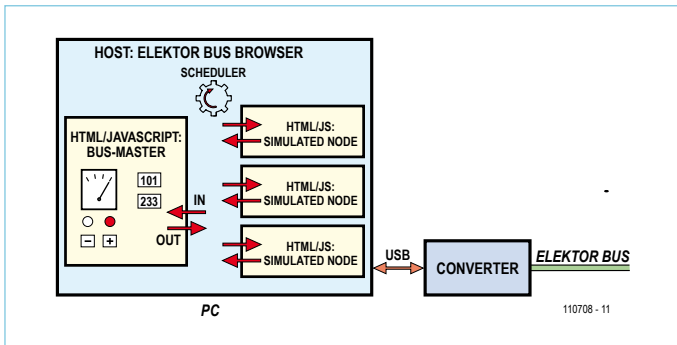 HOST: ELEKTOR BUS BROWSER
SCHEDULER
HTML/JAVASCRIPT:
BUS-MASTER
101
233
IN
OUT
HTML/JS:
SIMULATED NODE
HTML/JS:
SIMULATED NODE
HTML/JS:
SIMULATED NODE
USB
CONVERTER
ELEKTOR BUS
PC
110708 - 11
-